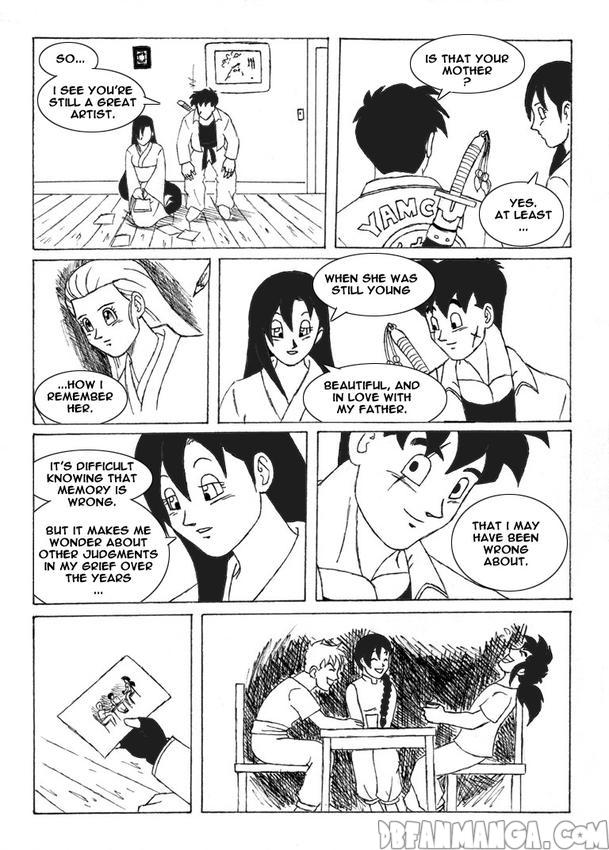 SO...
I SEE YOU'RE
STILL A GREAT
ARTIST.
IS THAT YOUR
MOTHER
?
YES.
AT LEAST
...
YAMC
...HOW I
REMEMBER
HER.
WHEN SHE WAS
STILL YOUNG
BEAUTIFUL, AND
IN LOVE WITH
MY FATHER.
IT'S DIFFICULT
KNOWING THAT
MEMORY IS
WRONG.
BUT IT MAKES ME
WONDER ABOUT
OTHER JUDGMENTS
IN MY GRIEF OVER
THE YEARS
...
THAT I MAY
HAVE BEEN
WRONG
ABOUT.
DBFANMANGA.COM